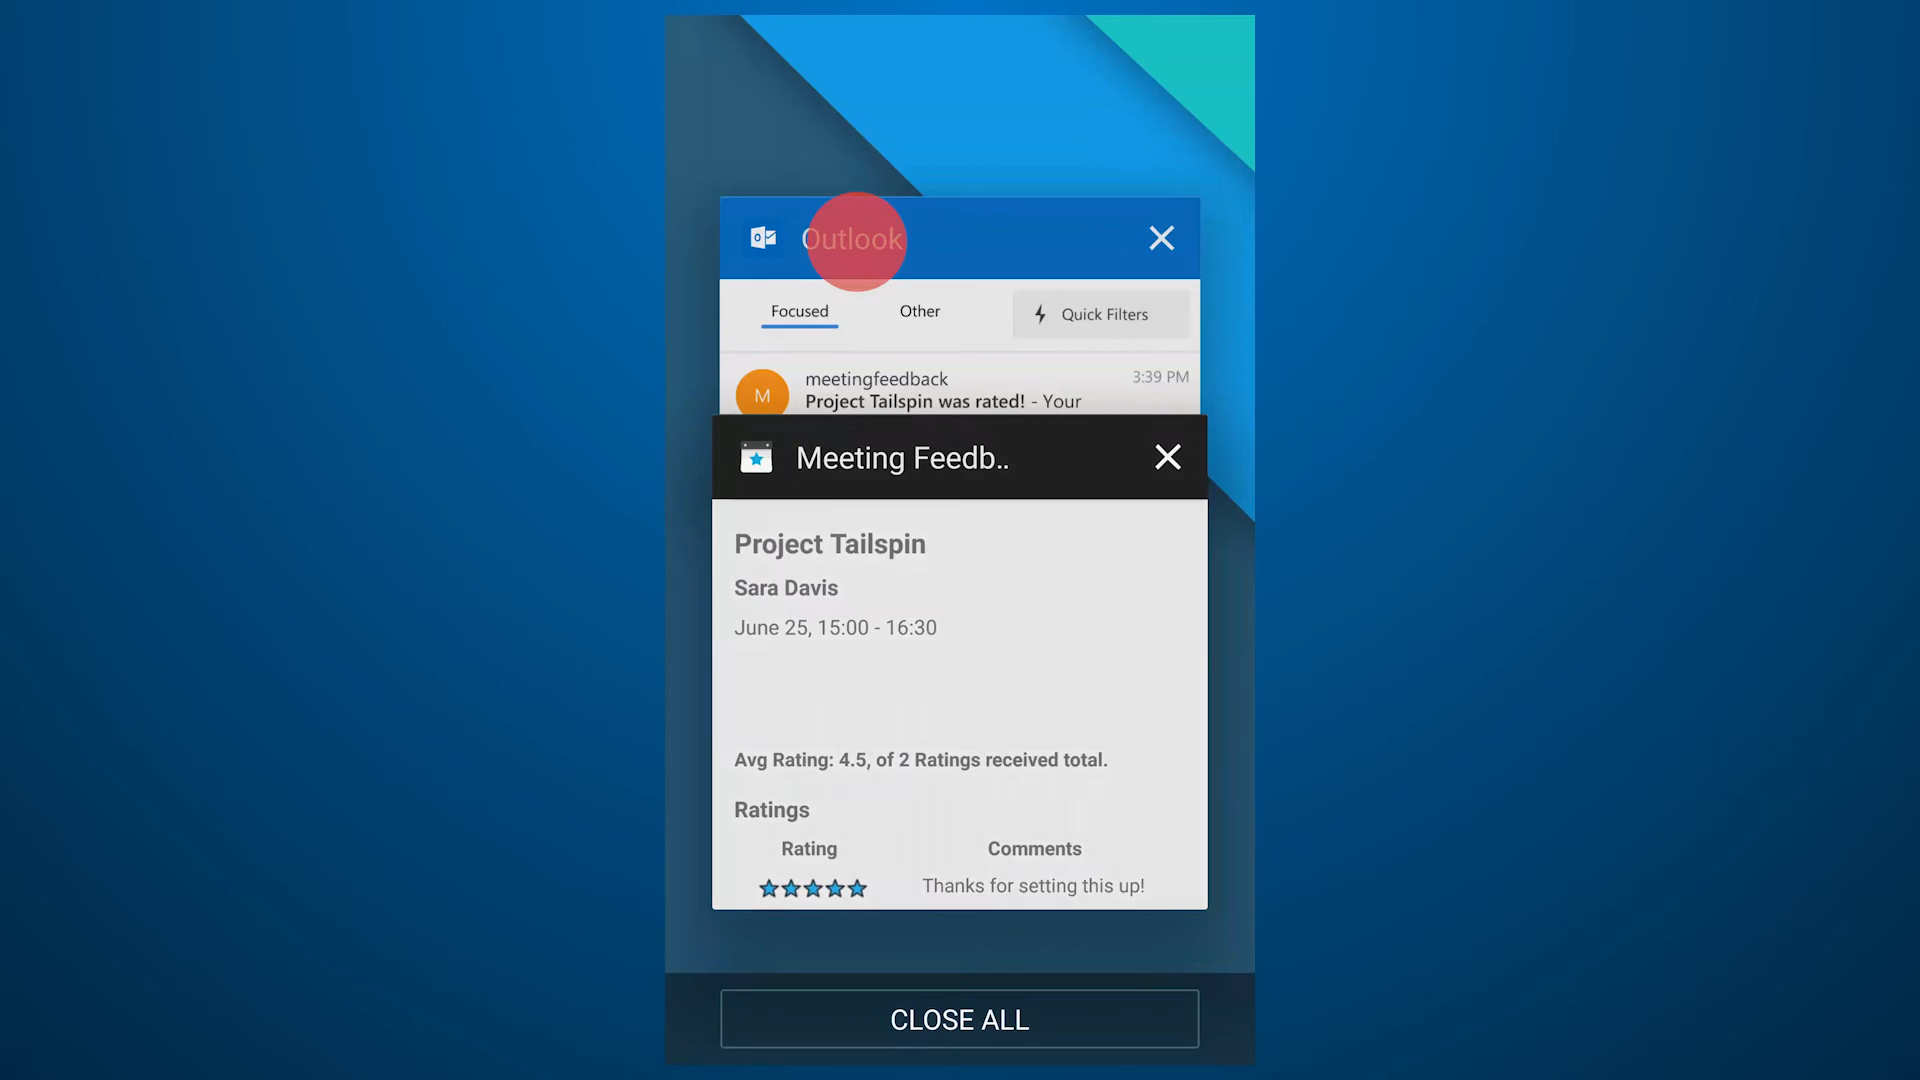 Outlook
Focused Other Quick Filters
meetingfeedback 3:39 PM
M
Project Tailspin was rated! - Your
Meeting Feedb..
Project Tailspin
Sara Davis
June 25, 15:00 - 16:30
Avg Rating: 4.5, of 2 Ratings received total.
Ratings
Rating Comments
Thanks for setting this up!
CLOSE ALL